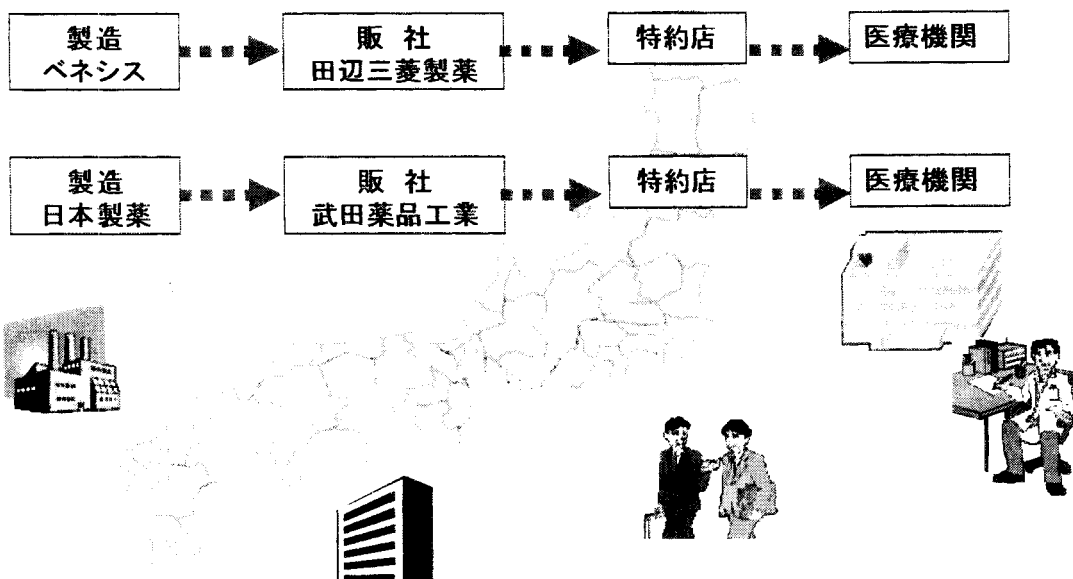 製造
ベネシス
販 社
田辺三菱製薬
特約店
医療機関
製造
日本製薬
販 社
武田薬品工業
特約店
医療機関